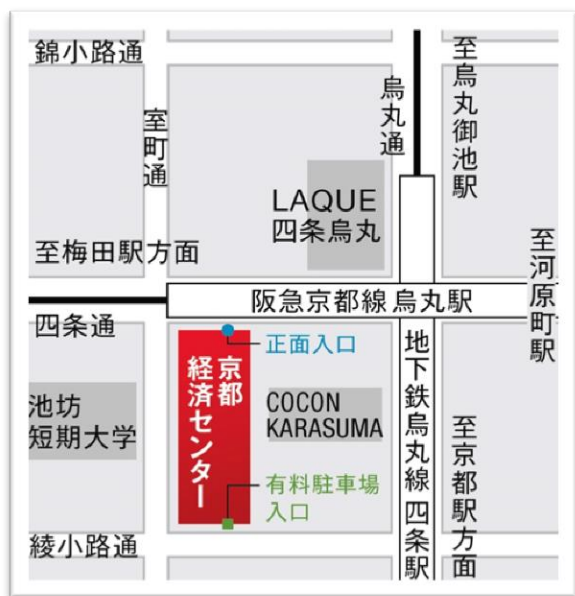 錦小路通
室町通
烏丸通
至烏丸御池駅
LAQUE
四条烏丸
至梅田駅方面
至河原町駅
阪急京都線 烏丸駅
四条通
正面入口
京都
経済センター
COCON
KARASUMA
地下鉄烏丸線 四条駅
池坊
短期大学
至京都駅方面
有料駐車場
入口
綾小路通